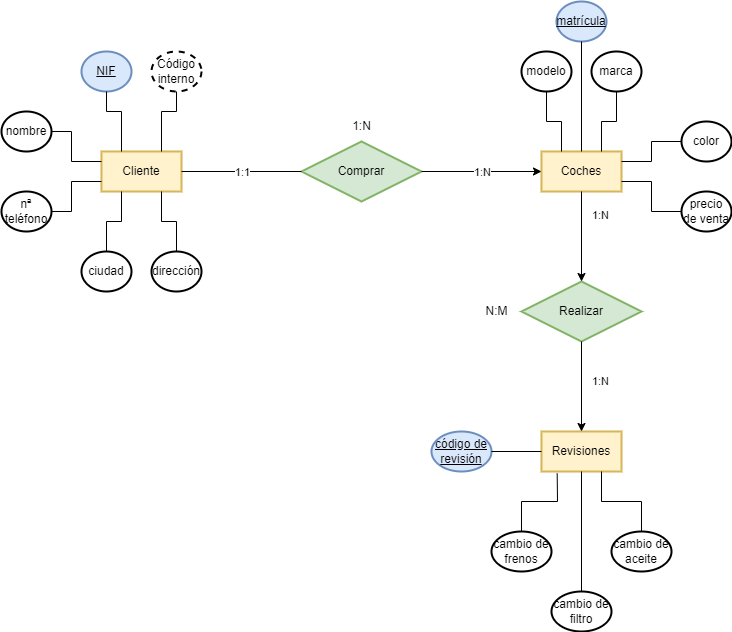 matrícula
NIF
Código
interno
modelo
marca
nombre
1:N
color
Cliente
1:1
Comprar
1:N
Coches
nª
teléfono
precio
de venta
1:N
ciudad
dirección
N:M
Realizar
1:N
código de
revisión
Revisiones
cambio de
frenos
cambio de
aceite
cambio de
filtro